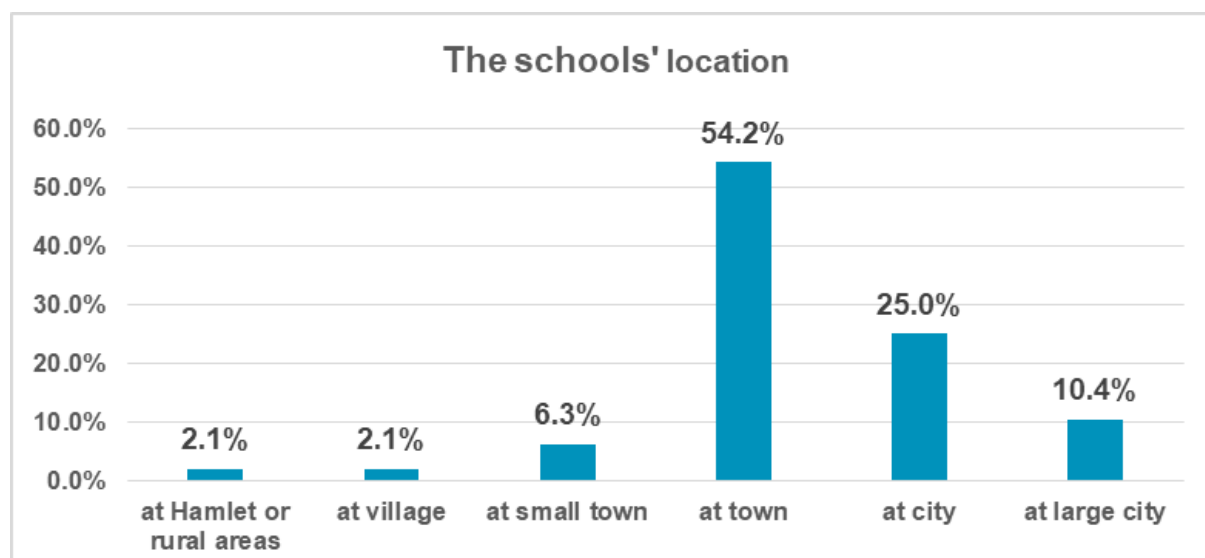 The schools' location
60.0%
50.0%
40.0%
30.0%
20.0%
10.0%
0.0%
2.1%
2.1%
6.3%
54.2%
25.0%
10.4%
at Hamlet or
rural areas
at village
at small town
at town
at city
at large city